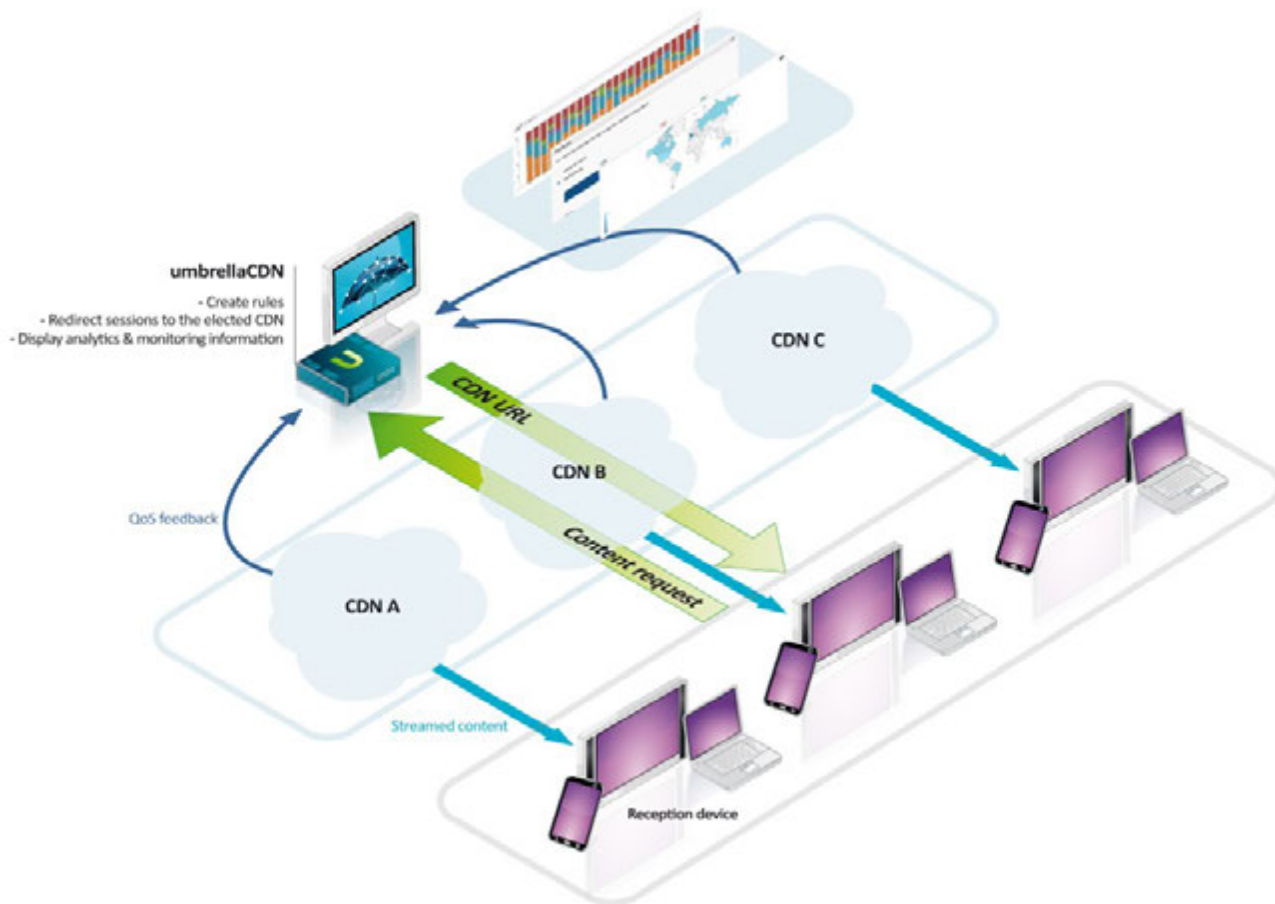 umbrellaCDN
- Create rules
- Redirect sessions to the elected CDN
- Display analytics & monitoring information
CDN C
CDN URL
CDN B
QoS feedback
Content request
CDN A
Streamed content
Reception device